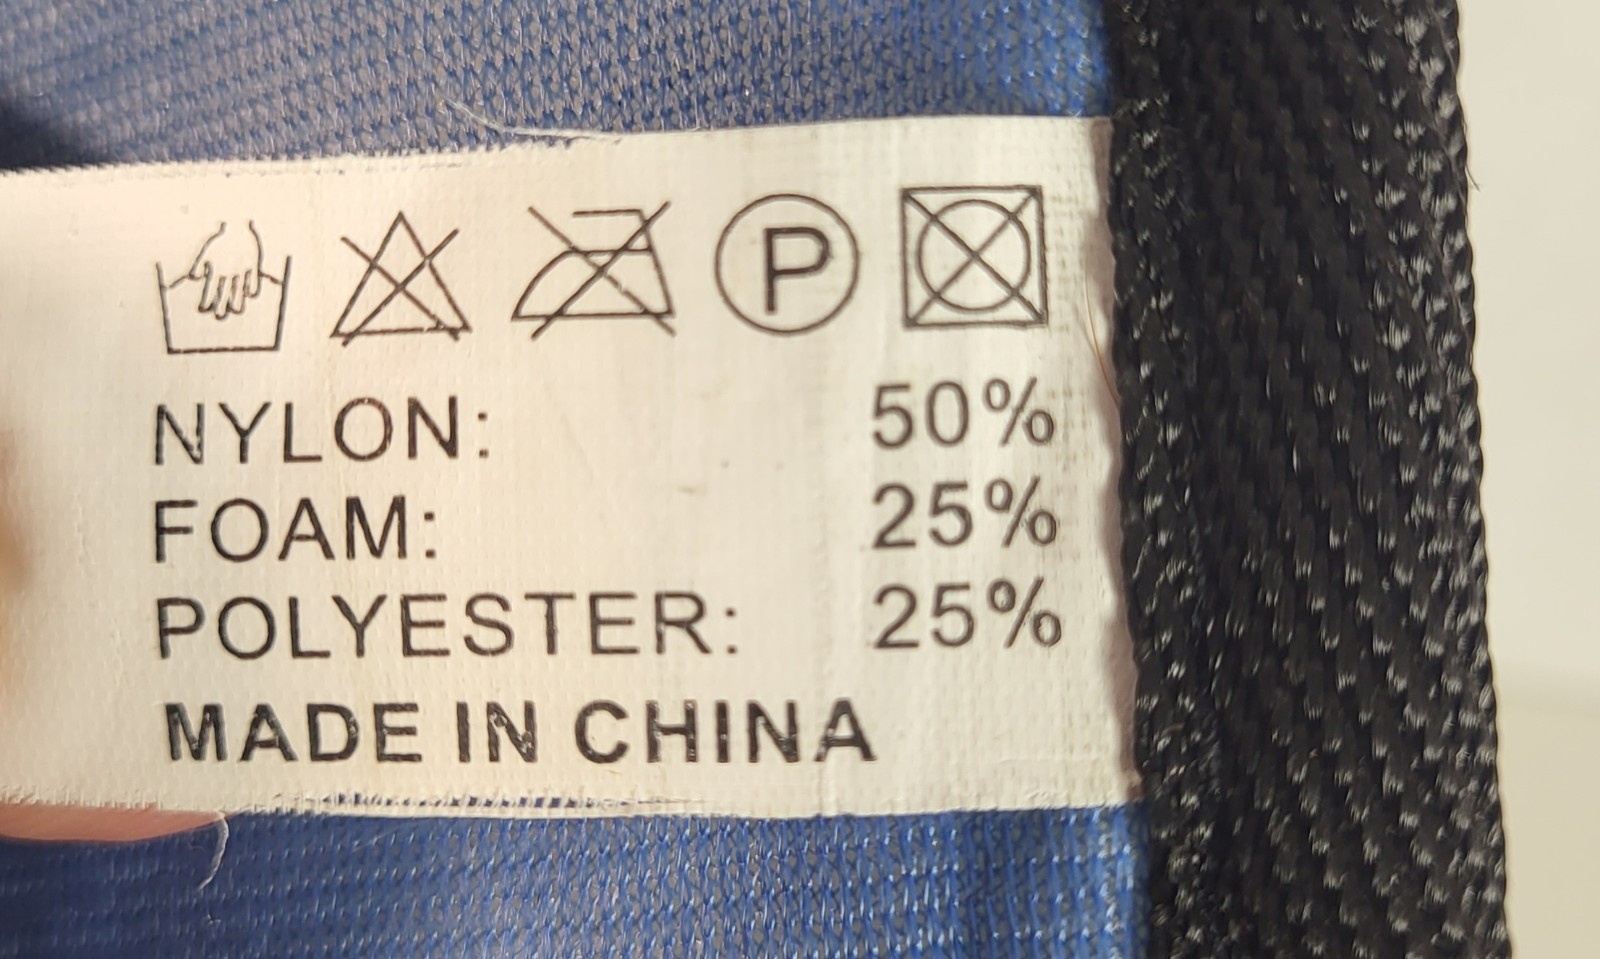 P
NYLON: 50%
FOAM: 25%
POLYESTER: 25%
MADE IN CHINA